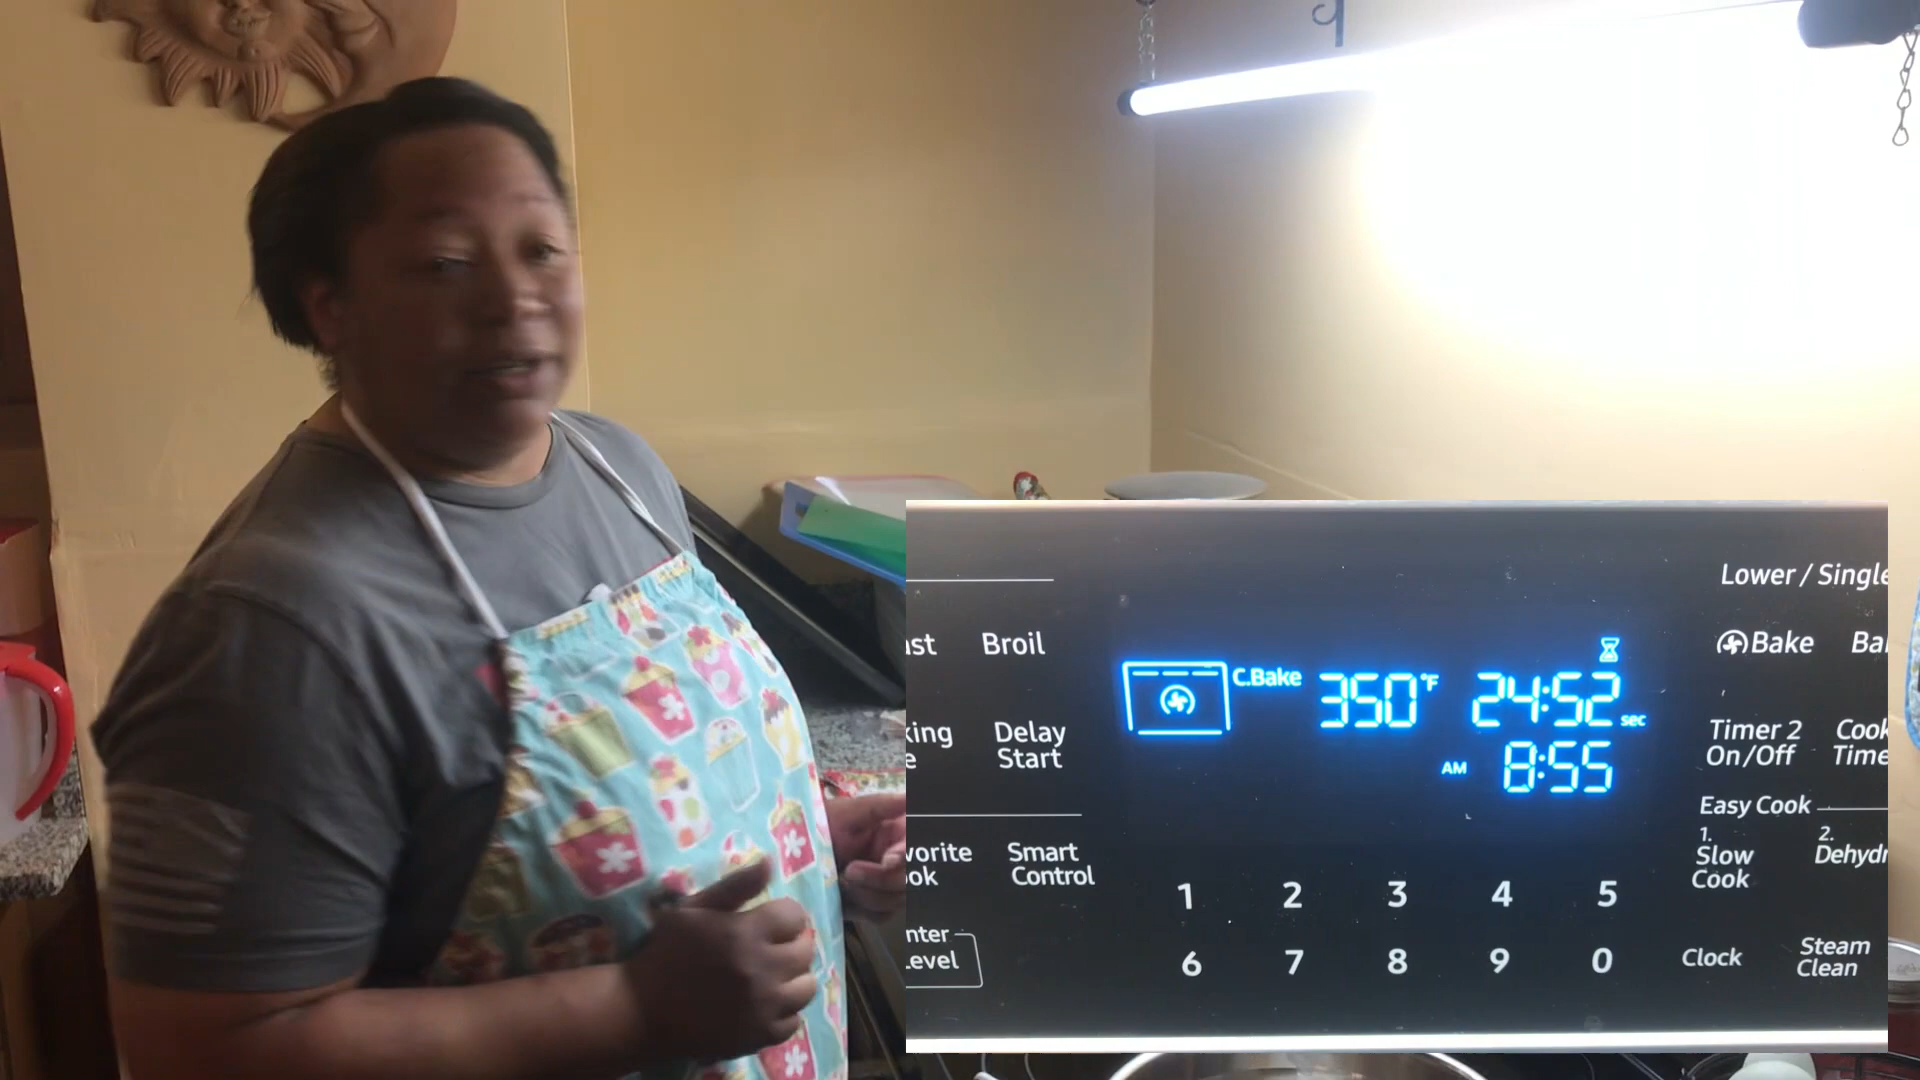 Lower / Single
Broil
Bake
C.Bake 350°F 24:52 sec
AM 8:55
Delay
Start
Timer 2
On/Off
Easy Cook
Smart
Control
1.
Slow
Cook
2.
1 2 3 4 5
6 7 8 9 0
Clock
Steam
Clean